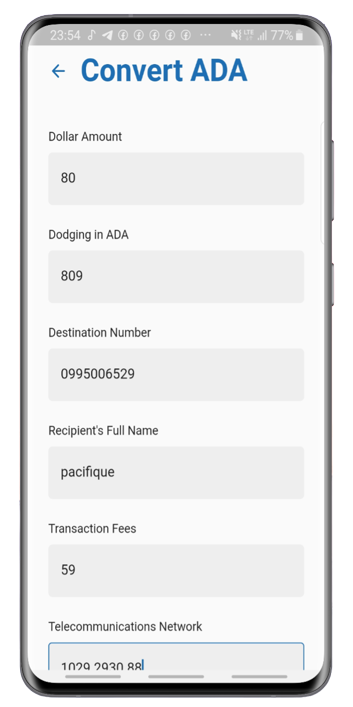 23:54
77%
Convert ADA
Dollar Amount
80
Dodging in ADA
809
Destination Number
0995006529
Recipient's Full Name
pacifique
Transaction Fees
59
Telecommunications Network
1029 2930 88